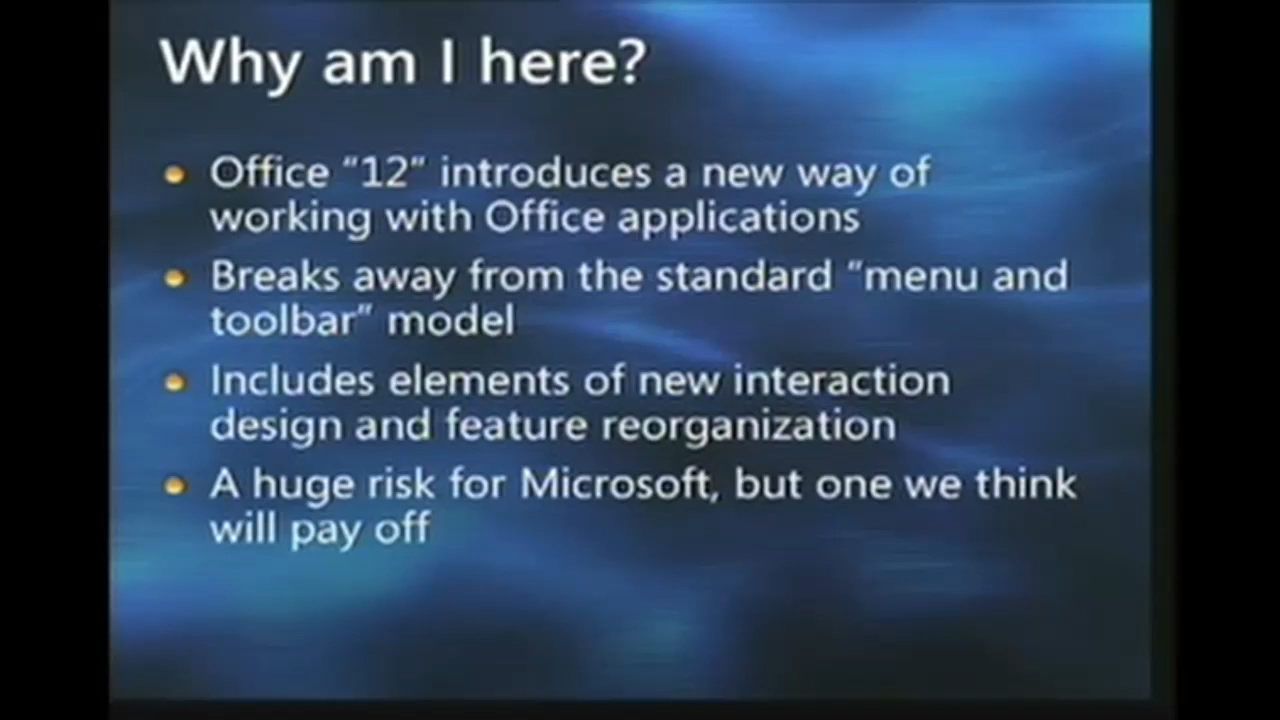 Why am I here?
Office “12” introduces a new way of
working with Office applications
Breaks away from the standard “menu and
toolbar” model
Includes elements of new interaction
design and feature reorganization
A huge risk for Microsoft, but one we think
will pay off